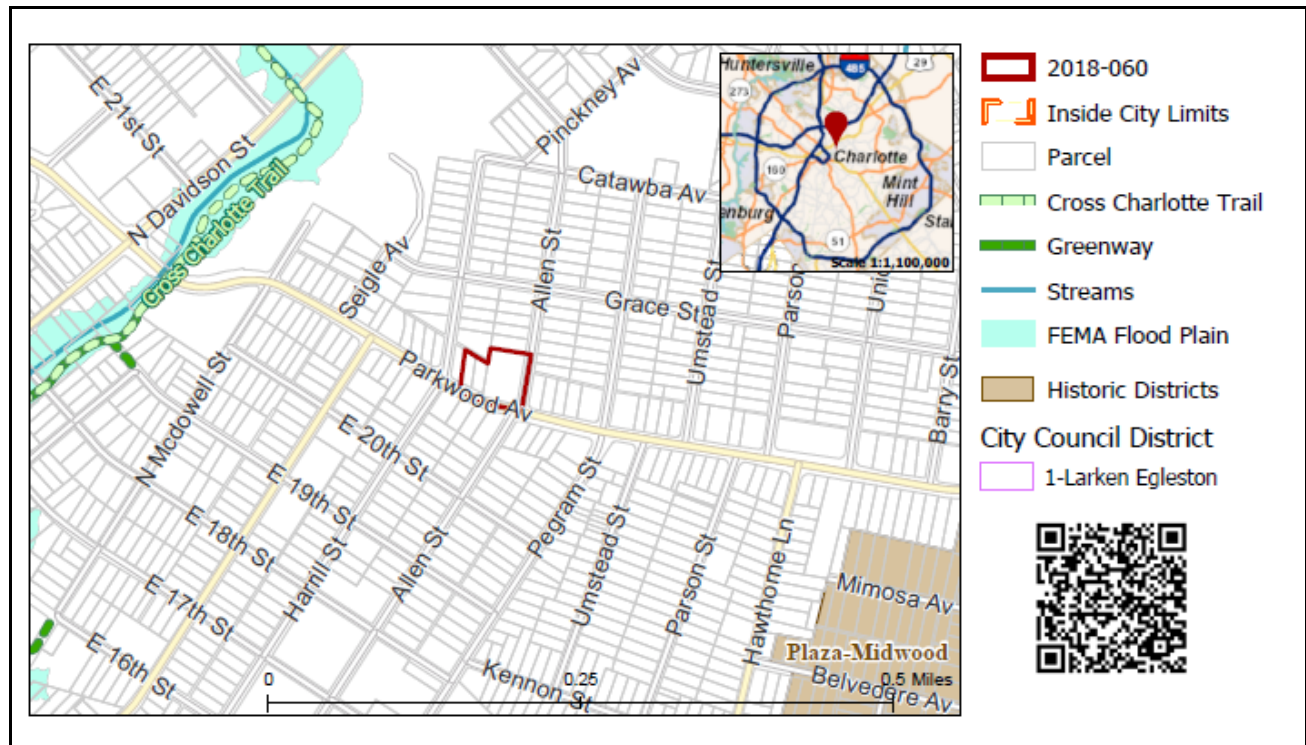 E 21st St
N Davidson St
Cross Charlotte Trail
Pinckney Av
Catawba Av
Seigle Av
Allen St
Grace St
Umstead St
Parson
Unio
Barry St
Huntersville
485
29
273
Charlotte
160
Mint
Hill
enburg
Stal
51
Scale 1:1,100,000
Parkwood Av
N Mcdowell St
E 20th St
E 19th St
E 18th St
E 17th St
E 16th St
Harrill St
Allen St
Pegram St
Umstead St
Parson St
Hawthorne Ln
Kennon St
Mimosa Av
Plaza-Midwood
Belvedere Av
0
0.25
0.5 Miles
2018-060
Inside City Limits
Parcel
Cross Charlotte Trail
Greenway
Streams
FEMA Flood Plain
Historic Districts
City Council District
1-Larken Egleston